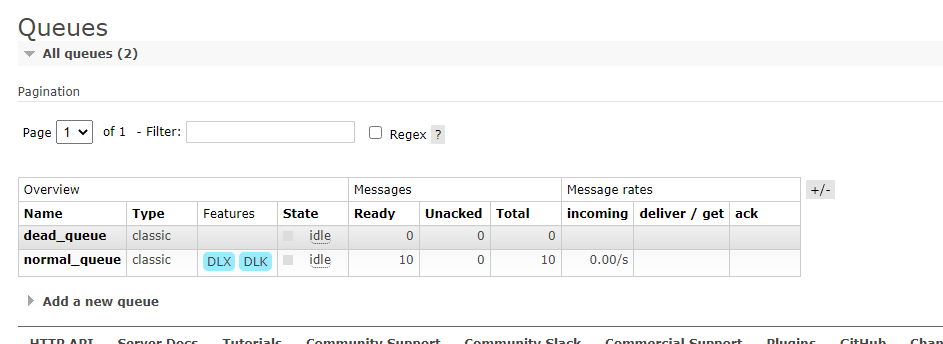 Queues
All queues (2)
Pagination
Page 1 of 1 - Filter: Regex ?
Overview Messages Message rates +/-
Name Type Features State Ready Unacked Total incoming deliver / get ack
dead_queue classic idle 0 0 0
normal_queue classic DLX DLK idle 10 0 10 0.00/s
Add a new queue
HTTP API Server Docs Tutorials Community Support Community Slack Commercial Support Plugins GitHub